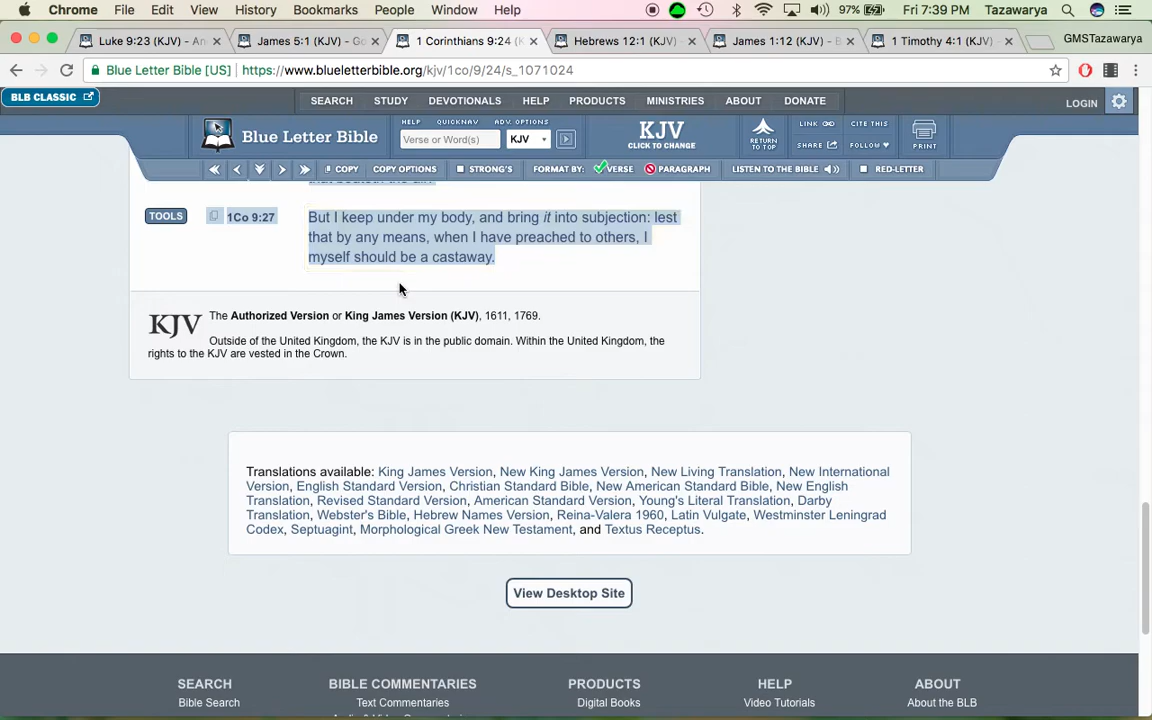 Chrome File Edit View History Bookmarks People Window Help 97% Fri 7:39 PM Tazawarya
Luke 9:23 (KJV) - James 5:1 (KJV) - 1 Corinthians 9:24 ( Hebrews 12:1 (KJV) - James 1:12 (KJV) - B 1 Timothy 4:1 (KJV) - GMSTazawarya
Blue Letter Bible [US] https://www.blueletterbible.org/kjv/1co/9/24/s_1071024
BLB CLASSIC SEARCH STUDY DEVOTIONALS HELP PRODUCTS MINISTRIES ABOUT DONATE LOGIN
HELP QUICKNAV ADV. OPTIONS
Blue Letter Bible Verse or Word(s) KJV
KJV
CLICK TO CHANGE
RETURN
TO TOP
LINK CITE THIS
SHARE FOLLOW
PRINT
COPY COPY OPTIONS STRONG'S FORMAT BY: VERSE PARAGRAPH LISTEN TO THE BIBLE RED-LETTER
that beateth the air:
TOOLS 1Co 9:27 But I keep under my body, and bring it into subjection: lest
that by any means, when I have preached to others, I
myself should be a castaway.
KJV The Authorized Version or King James Version (KJV), 1611, 1769.
Outside of the United Kingdom, the KJV is in the public domain. Within the United Kingdom, the
rights to the KJV are vested in the Crown.
Translations available: King James Version, New King James Version, New Living Translation, New International
Version, English Standard Version, Christian Standard Bible, New American Standard Bible, New English
Translation, Revised Standard Version, American Standard Version, Young's Literal Translation, Darby
Translation, Webster's Bible, Hebrew Names Version, Reina-Valera 1960, Latin Vulgate, Westminster Leningrad
Codex, Septuagint, Morphological Greek New Testament, and Textus Receptus.
View Desktop Site
SEARCH BIBLE COMMENTARIES PRODUCTS HELP ABOUT
Bible Search Text Commentaries Digital Books Video Tutorials About the BLB